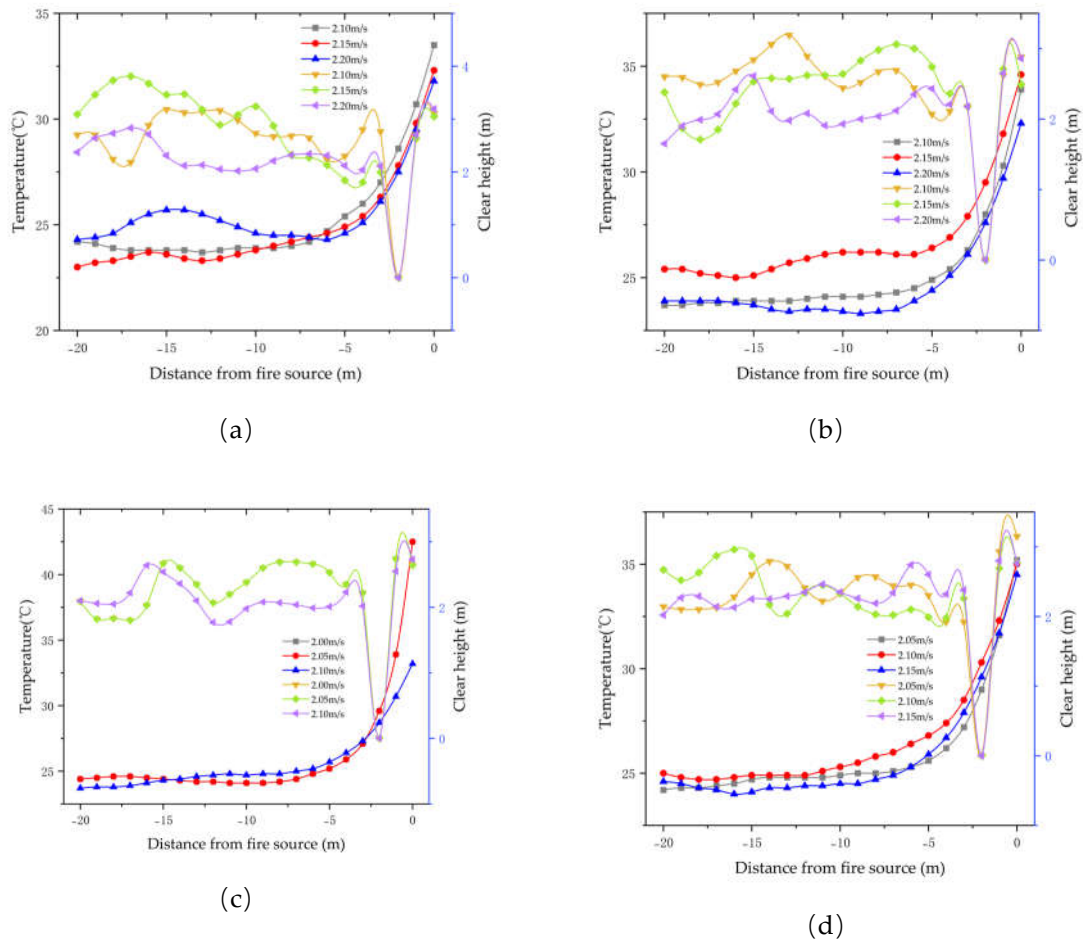 35
30
25
20
Temperature(℃)
4
2
0
Clear height (m)
2.10m/s
2.15m/s
2.20m/s
2.10m/s
2.15m/s
2.20m/s
-20
-15
-10
-5
0
Distance from fire source (m)
(a)
35
30
25
Temperature(℃)
2
0
Clear height (m)
2.10m/s
2.15m/s
2.20m/s
2.10m/s
2.15m/s
2.20m/s
-20
-15
-10
-5
0
Distance from fire source (m)
(b)
45
40
35
30
25
Temperature(℃)
2
0
Clear height (m)
2.00m/s
2.05m/s
2.10m/s
2.00m/s
2.05m/s
2.10m/s
-20
-15
-10
-5
0
Distance from fire source (m)
(c)
35
30
25
Temperature(℃)
2
0
Clear height (m)
2.05m/s
2.10m/s
2.15m/s
2.05m/s
2.10m/s
2.15m/s
-20
-15
-10
-5
0
Distance from fire source (m)
(d)